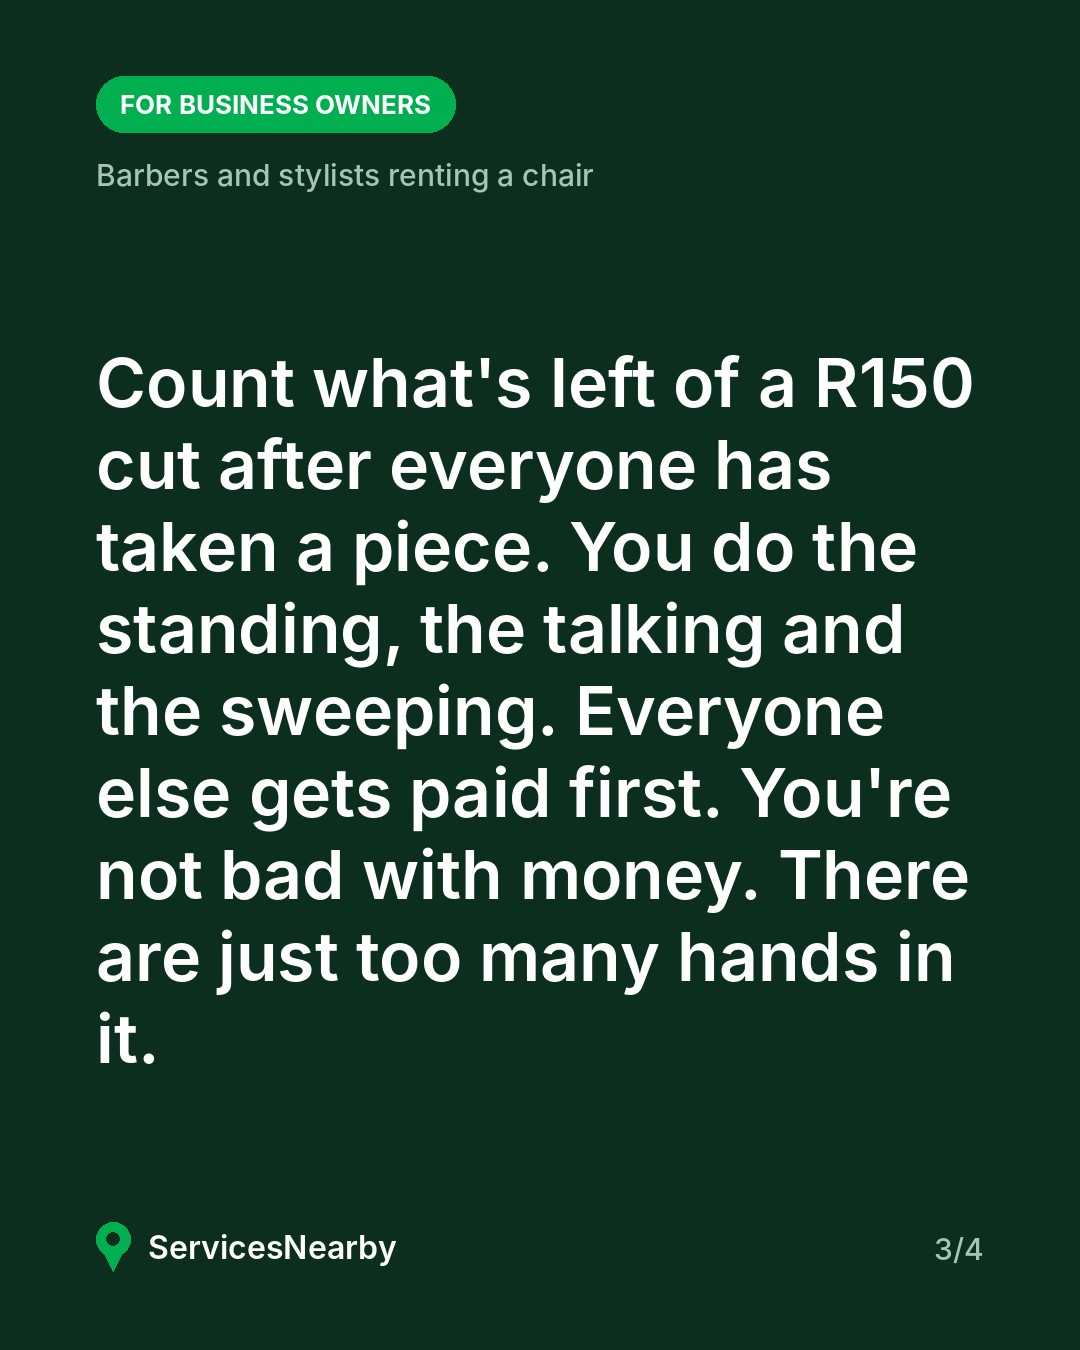 FOR BUSINESS OWNERS
Barbers and stylists renting a chair
Count what's left of a R150
cut after everyone has
taken a piece. You do the
standing, the talking and
the sweeping. Everyone
else gets paid first. You're
not bad with money. There
are just too many hands in
it.
ServicesNearby
3/4